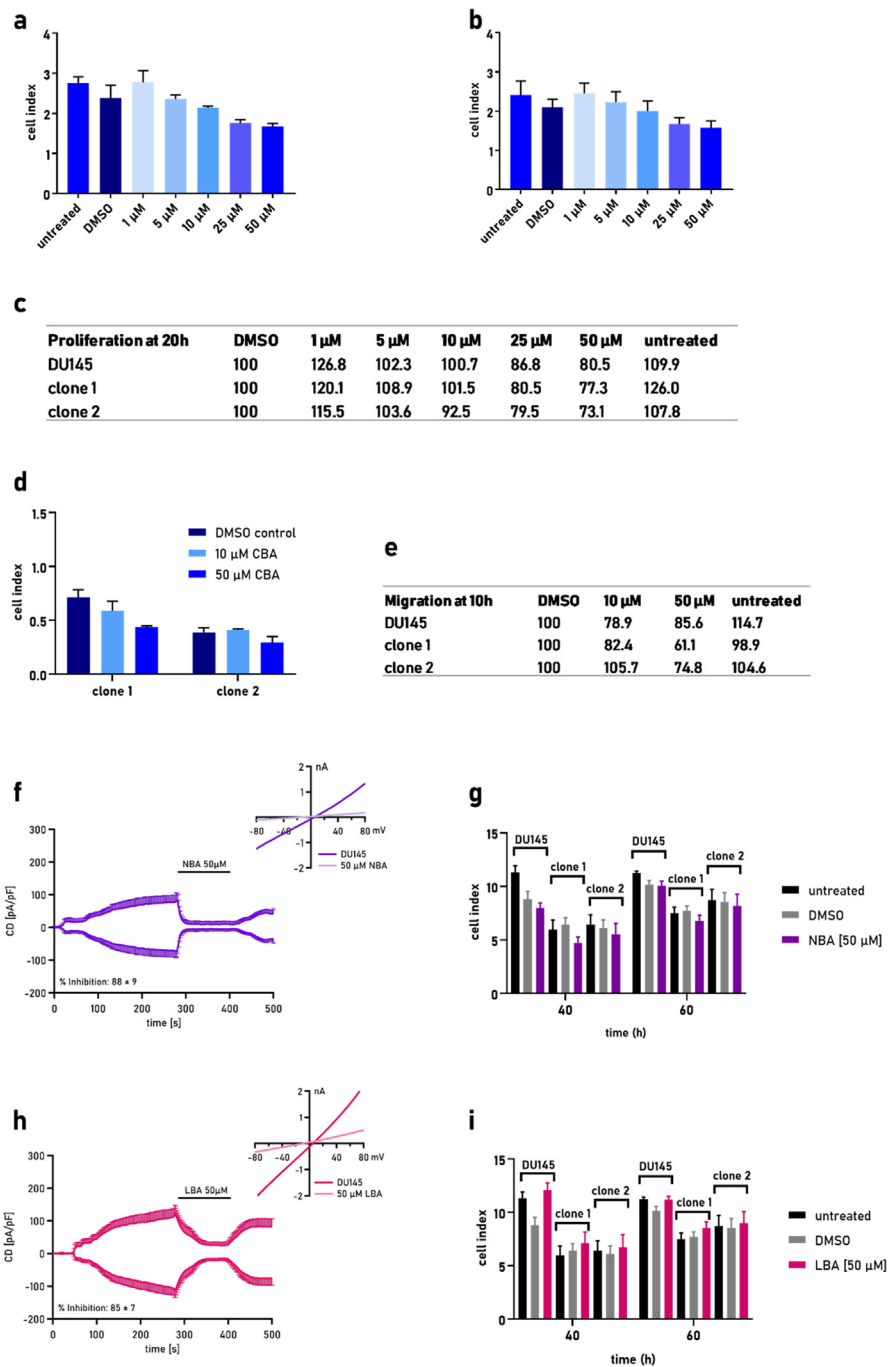 a
4
3
2
1
0
cell index
untreated
DMSO
1 µM
5 µM
10 µM
25 µM
50 µM
b
4
3
2
1
0
cell index
untreated
DMSO
1 µM
5 µM
10 µM
25 µM
50 µM
c
Proliferation at 20h DMSO 1 µM 5 µM 10 µM 25 µM 50 µM untreated
DU145 100 126.8 102.3 100.7 86.8 80.5 109.9
clone 1 100 120.1 108.9 101.5 80.5 77.3 126.0
clone 2 100 115.5 103.6 92.5 79.5 73.1 107.8
d
1.5
1.0
0.5
0.0
cell index
DMSO control
10 µM CBA
50 µM CBA
clone 1 clone 2
e
Migration at 10h DMSO 10 µM 50 µM untreated
DU145 100 78.9 85.6 114.7
clone 1 100 82.4 61.1 98.9
clone 2 100 105.7 74.8 104.6
f
300
200
100
0
-100
-200
CD [pA/pF]
NBA 50µM
% Inhibition: 88 ± 9
0 100 200 300 400 500
time [s]
2 nA
1
-80 -40 40 80 mV
-1
-2
DU145
50 µM NBA
g
15
10
5
0
cell index
DU145
clone 1
clone 2
DU145
clone 1
clone 2
40 60
time (h)
untreated
DMSO
NBA [50 µM]
h
300
200
100
0
-100
-200
CD [pA/pF]
LBA 50µM
% Inhibition: 85 ± 7
0 100 200 300 400 500
time [s]
2 nA
1
-80 -40 40 80 mV
-1
-2
DU145
50 µM LBA
i
15
10
5
0
cell index
DU145
clone 1
clone 2
DU145
clone 1
clone 2
40 60
time (h)
untreated
DMSO
LBA [50 µM]